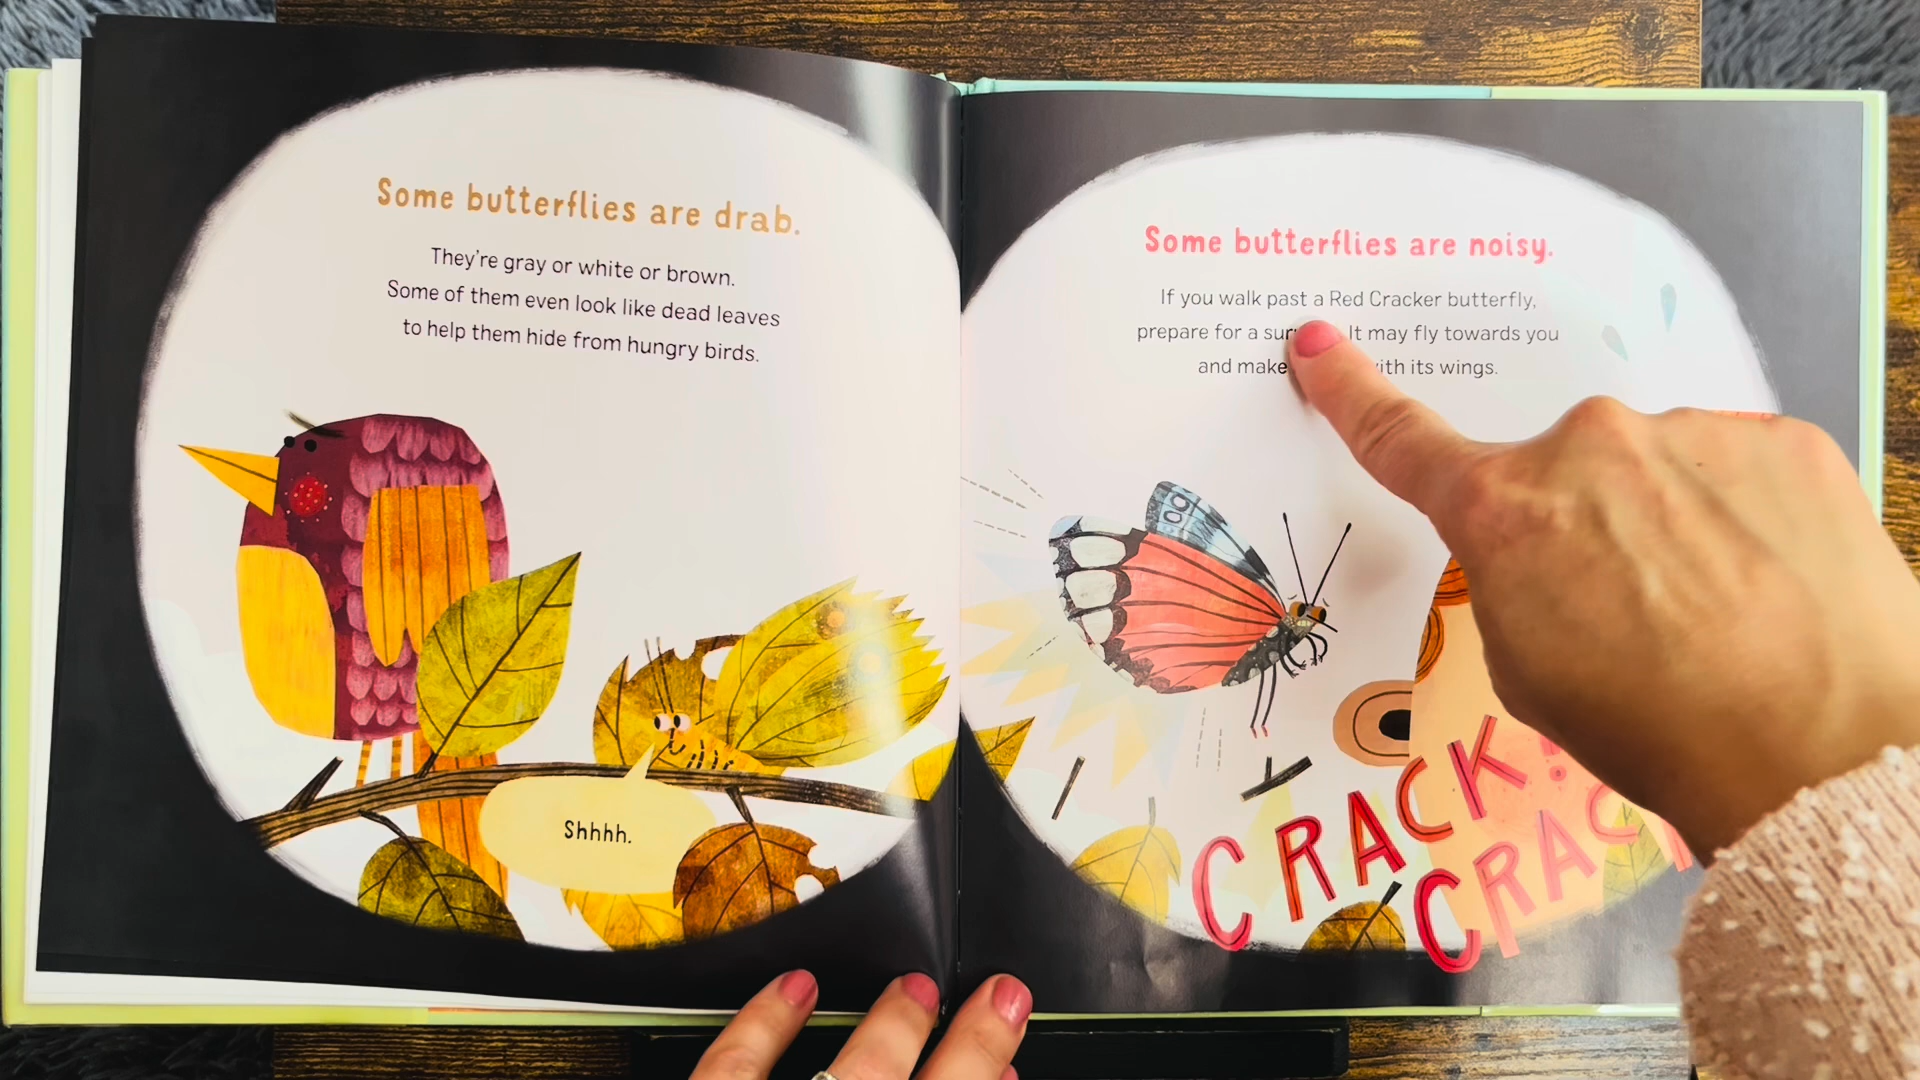 Some butterflies are drab.
They're gray or white or brown.
Some of them even look like dead leaves
to help them hide from hungry birds.
Shhhh.
Some butterflies are noisy.
If you walk past a Red Cracker butterfly,
prepare for a It may fly towards you
and make with its wings.
CRACK!
CRACK